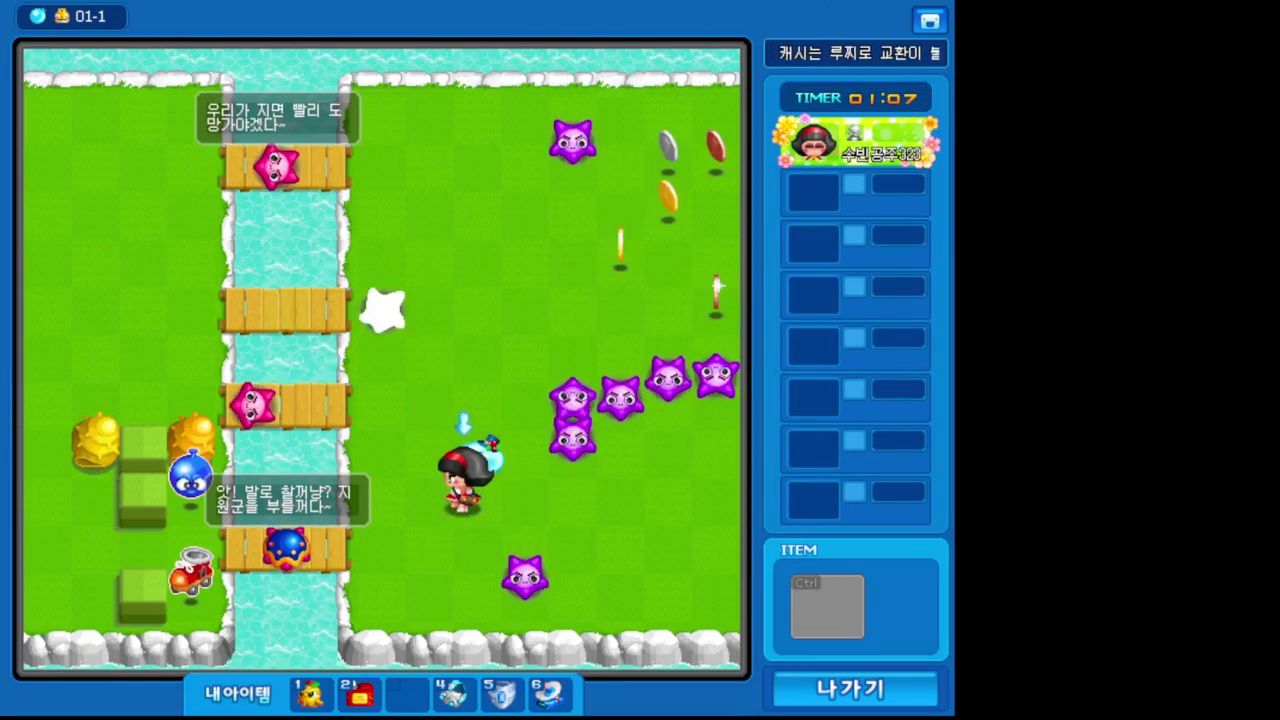 01-1
캐시는 루찌로 교환이 불
TIMER 01:07
수빈공주323
우리가 지면 빨리 도
망가야겠다~
앗! 발로 찰꺼냥? 지
원군를 부를꺼다~
ITEM
Ctrl
내아이템
1
2
4
5
6
나가기